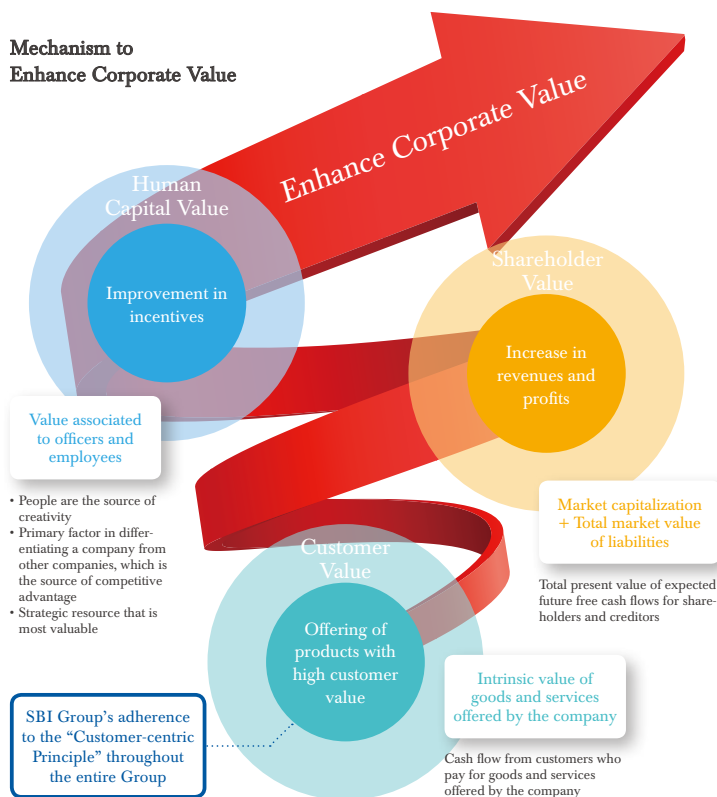 Mechanism to
Enhance Corporate Value
Enhance Corporate Value
Human
Capital Value
Improvement in
incentives
Shareholder
Value
Increase in
revenues and
profits
Value associated
to officers and
employees
• People are the source of
creativity
• Primary factor in differ-
entiating a company from
other companies, which is
the source of competitive
advantage
• Strategic resource that is
most valuable
Market capitalization
+ Total market value
of liabilities
Total present value of expected
future free cash flows for share-
holders and creditors
Customer
Value
Offering of
products with
high customer
value
Intrinsic value of
goods and services
offered by the company
Cash flow from customers who
pay for goods and services
offered by the company
SBI Group’s adherence
to the “Customer-centric
Principle” throughout
the entire Group